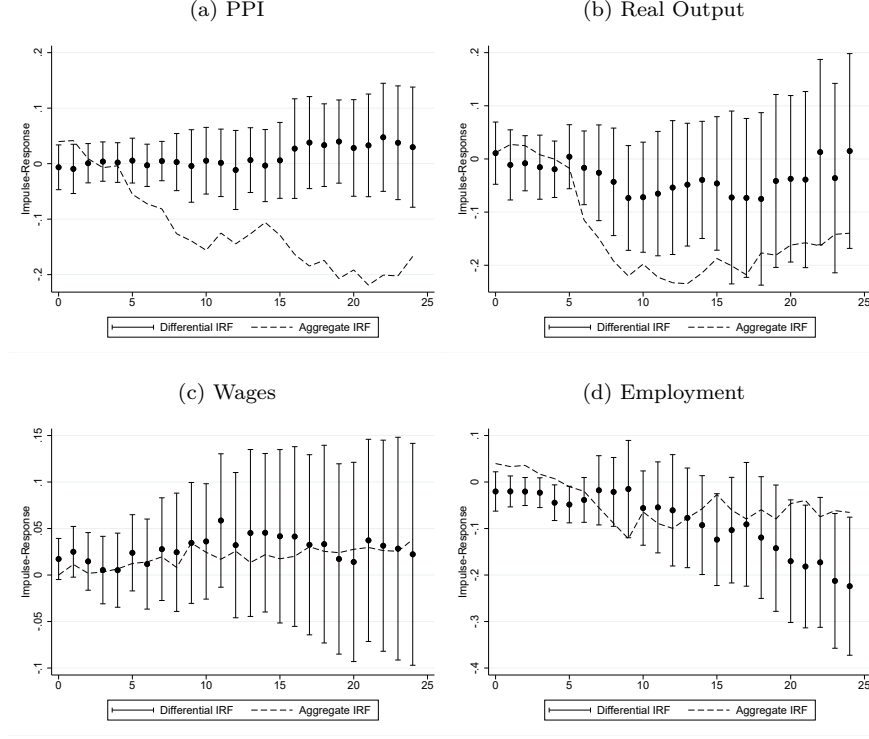 (a) PPI
(b) Real Output
Impulse-Response
.2
.1
0
-.1
-.2
0 5 10 15 20 25
Differential IRF Aggregate IRF
Impulse-Response
.2
.1
0
-.1
-.2
0 5 10 15 20 25
Differential IRF Aggregate IRF
(c) Wages
(d) Employment
Impulse-Response
.15
.1
.05
0
-.05
-.1
0 5 10 15 20 25
Differential IRF Aggregate IRF
Impulse-Response
.1
0
-.1
-.2
-.3
-.4
0 5 10 15 20 25
Differential IRF Aggregate IRF